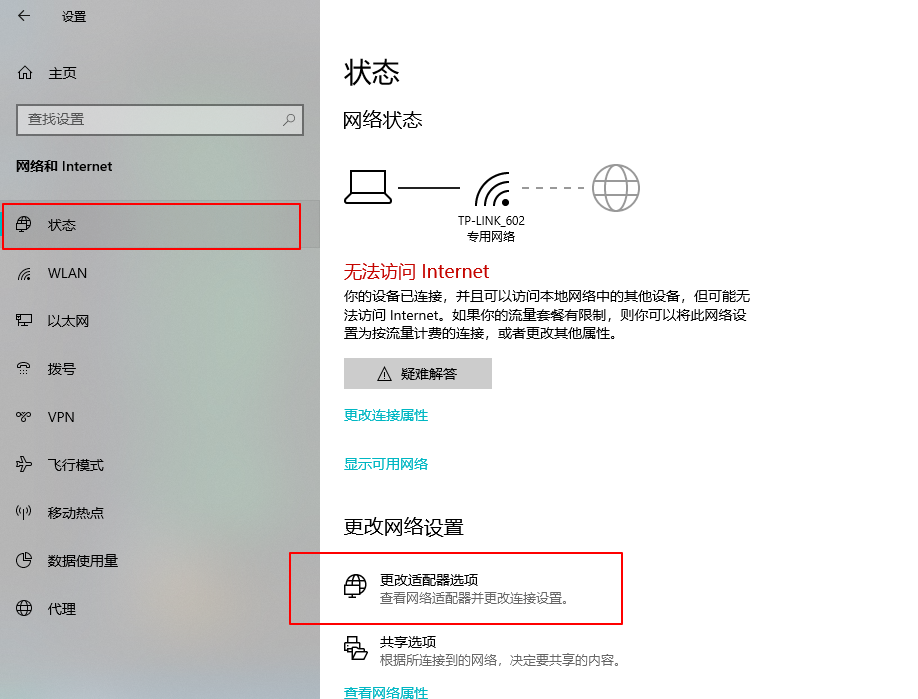 设置
主页
查找设置
网络和 Internet
状态
WLAN
以太网
拨号
VPN
飞行模式
移动热点
数据使用量
代理
状态
网络状态
TP-LINK_602
专用网络
无法访问 Internet
你的设备已连接，并且可以访问本地网络中的其他设备，但可能无
法访问 Internet。如果你的流量套餐有限制，则你可以将此网络设
置为按流量计费的连接，或者更改其他属性。
疑难解答
更改连接属性
显示可用网络
更改网络设置
更改适配器选项
查看网络适配器并更改连接设置。
共享选项
根据所连接到的网络，决定要共享的内容。
查看网络属性